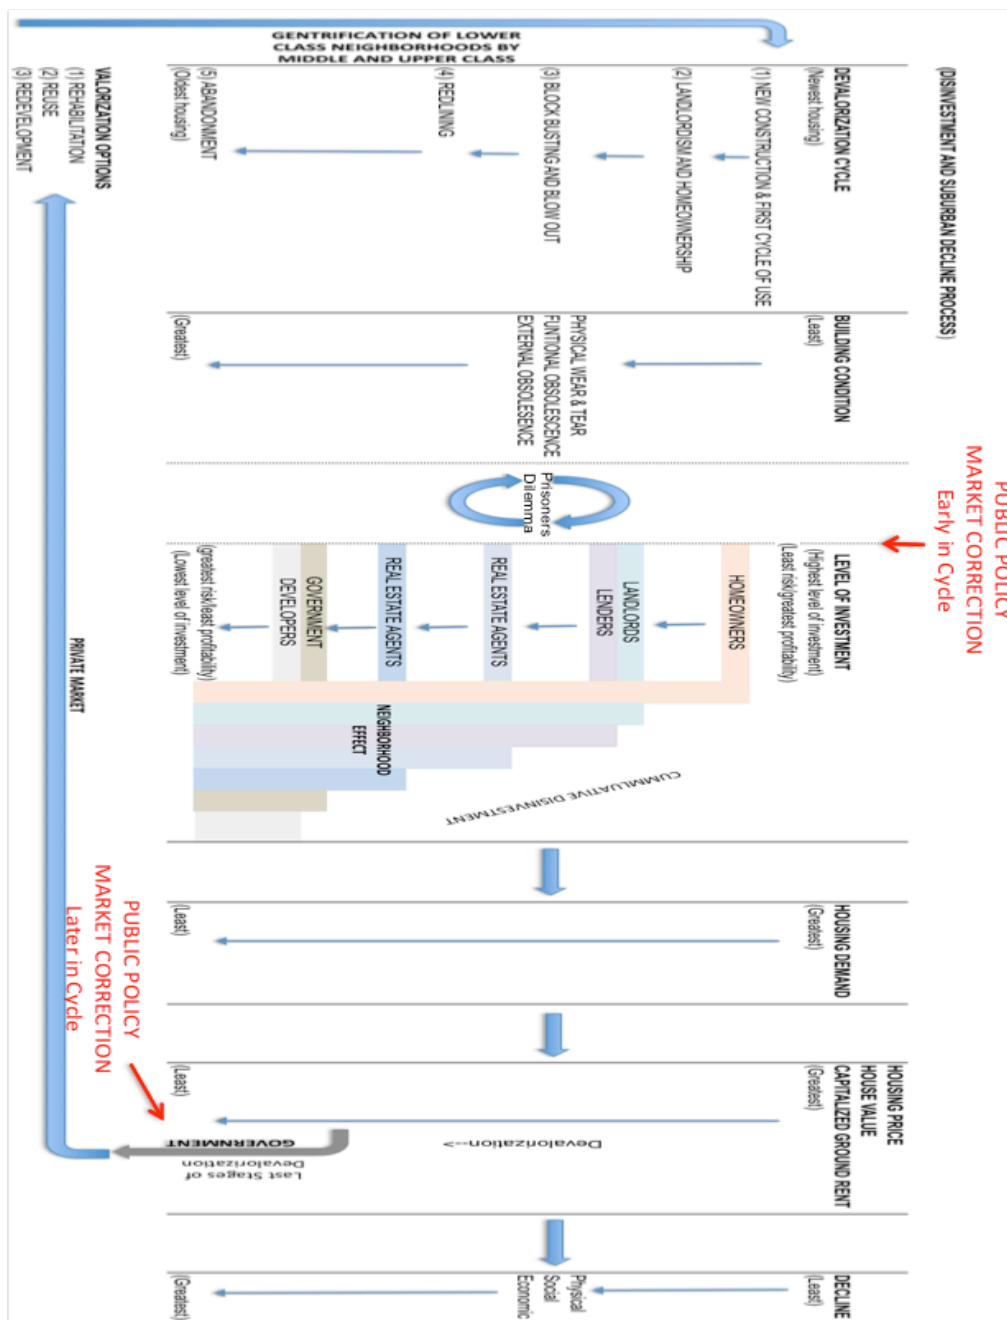 (DISINVESTMENT AND SUBURBAN DECLINE PROCESS)
DEVALORIZATION CYCLE
(Newest housing)
(1) NEW CONSTRUCTION & FIRST CYCLE OF USE
(2) LANDLORDISM AND HOMEOWNERSHIP
(3) BLOCK BUSTING AND BLOW OUT
(4) REDLINING
(5) ABANDONMENT
(Oldest housing)
GENTRIFICATION OF LOWER
CLASS NEIGHBORHOODS BY
MIDDLE AND UPPER CLASS
VALORIZATION OPTIONS
(1) REHABILITATION
(2) REUSE
(3) REDEVELOPMENT
BUILDING CONDITION
(Least)
PHYSICAL WEAR & TEAR
FUNTIONAL OBSOLESCENCE
EXTERNAL OBSOLESENCE
(Greatest)
Prisoners
Dilemma
PUBLIC POLICY
MARKET CORRECTION
Early in Cycle
LEVEL OF INVESTMENT
(Highest level of investment)
(Least risk/greatest profitability)
HOMEOWNERS
LANDLORDS
LENDERS
REAL ESTATE AGENTS
REAL ESTATE AGENTS
GOVERNMENT
DEVELOPERS
(greatest risk/least profitability)
(Lowest level of investment)
NEIGHBORHOOD
EFFECT
CUMMILUATIVE DISINVESTMENT
PRIVATE MARKET
HOUSING DEMAND
(Greatest)
(Least)
PUBLIC POLICY
MARKET CORRECTION
Later in Cycle
HOUSING PRICE
HOUSE VALUE
CAPITALIZED GROUND RENT
(Greatest)
(Least)
Devalorization-->
GOVERNMENT
Last Stages of
Devalorization
DECLINE
(Least)
Physical
Social
Economic
(Greatest)